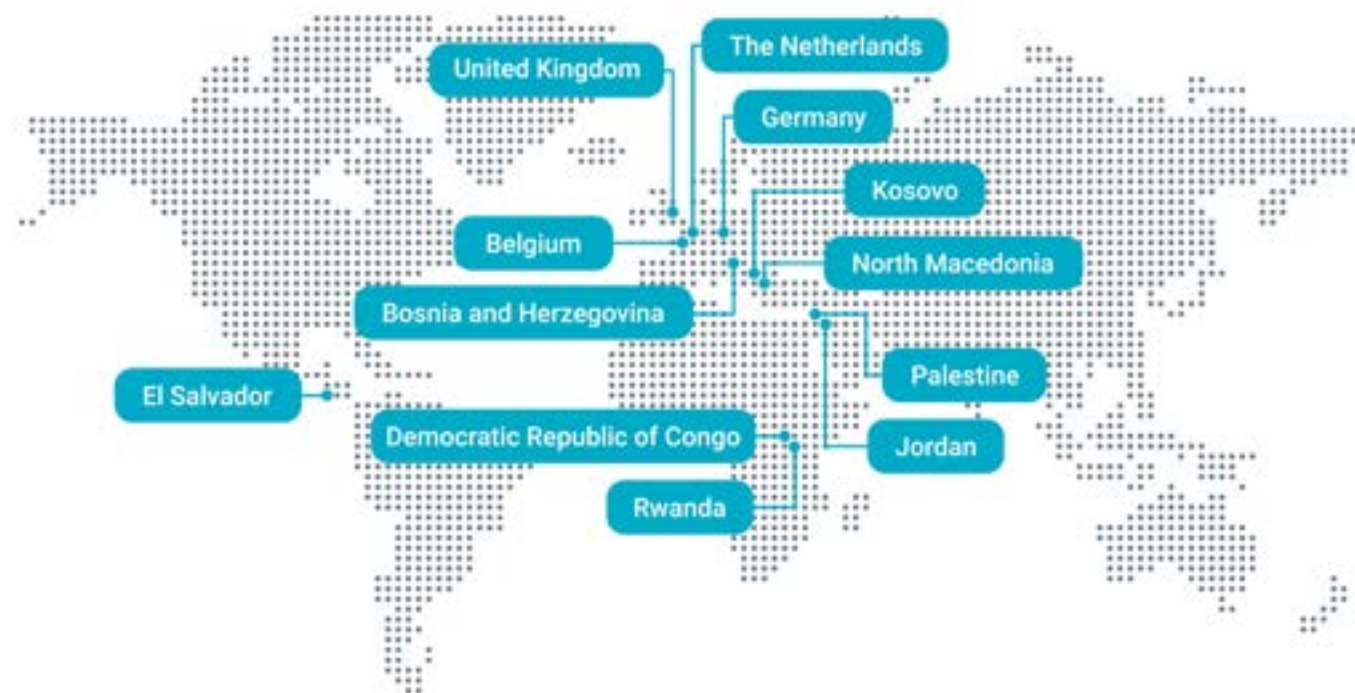 The Netherlands
United Kingdom
Germany
Kosovo
Belgium
North Macedonia
Bosnia and Herzegovina
Palestine
El Salvador
Democratic Republic of Congo
Jordan
Rwanda